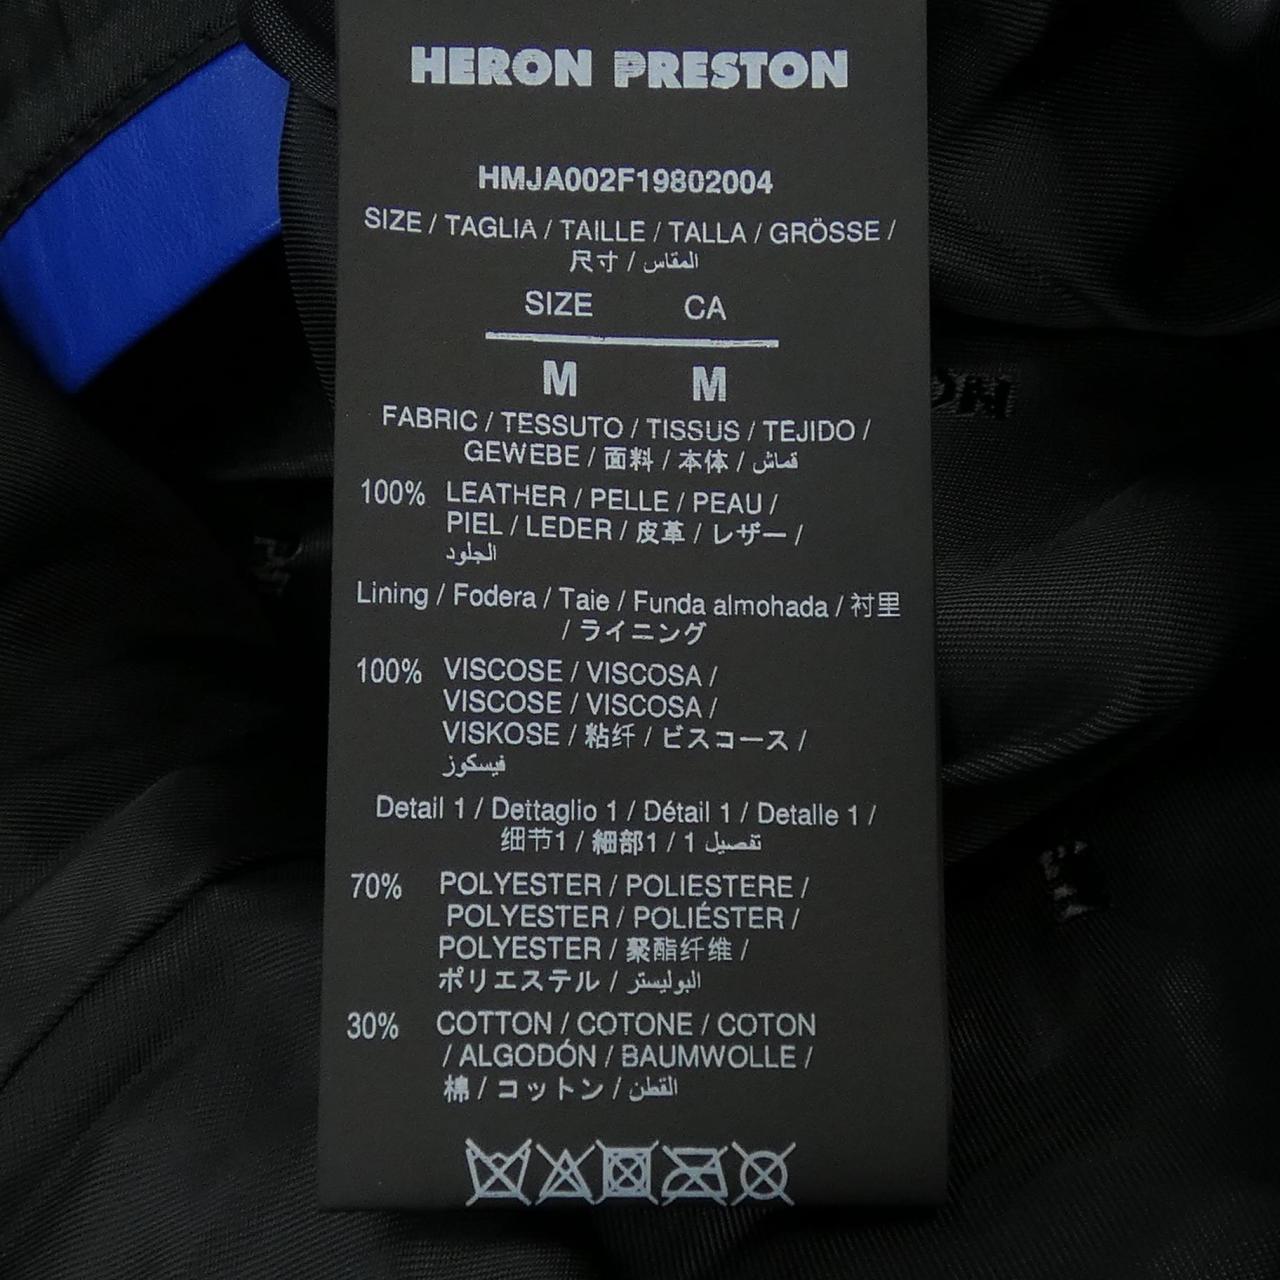 HERON PRESTON
HMJA002F19802004
SIZE / TAGLIA / TAILLE / TALLA / GRÖSSE /
尺寸 / المقاس
SIZE CA
M M
FABRIC / TESSUTO / TISSUS / TEJIDO /
GEWEBE / 面料 / 本体 / قماش
100% LEATHER / PELLE / PEAU /
PIEL / LEDER / 皮革 / レザー /
الجلود
Lining / Fodera / Taie / Funda almohada / 衬里
/ ライニング
100% VISCOSE / VISCOSA /
VISCOSE / VISCOSA /
VISKOSE / 粘纤 / ビスコース /
فيسكوز
Detail 1 / Dettaglio 1 / Détail 1 / Detalle 1 /
细节1 / 細部1 / تفصيل 1
70% POLYESTER / POLIESTERE /
POLYESTER / POLIÉSTER /
POLYESTER / 聚酯纤维 /
ポリエステル / البوليستر
30% COTTON / COTONE / COTON
/ ALGODÓN / BAUMWOLLE /
棉 / コットン / القطن